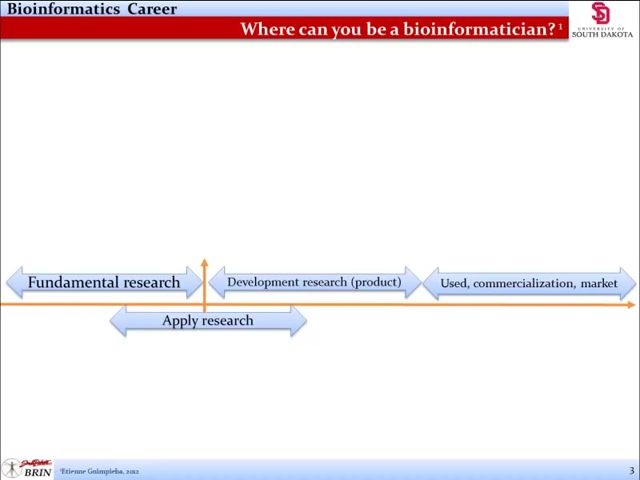 Bioinformatics Career
Where can you be a bioinformatician? 1
UNIVERSITY OF
SOUTH DAKOTA
Fundamental research
Development research (product)
Used, commercialization, market
Apply research
BRIN
1Etienne Gnimpieba, 2012
3